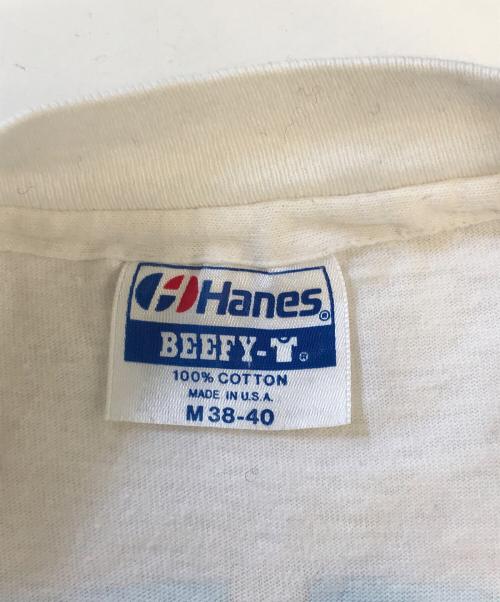 Hanes®
BEEFY-T®
100% COTTON
MADE IN U.S.A.
M 38-40